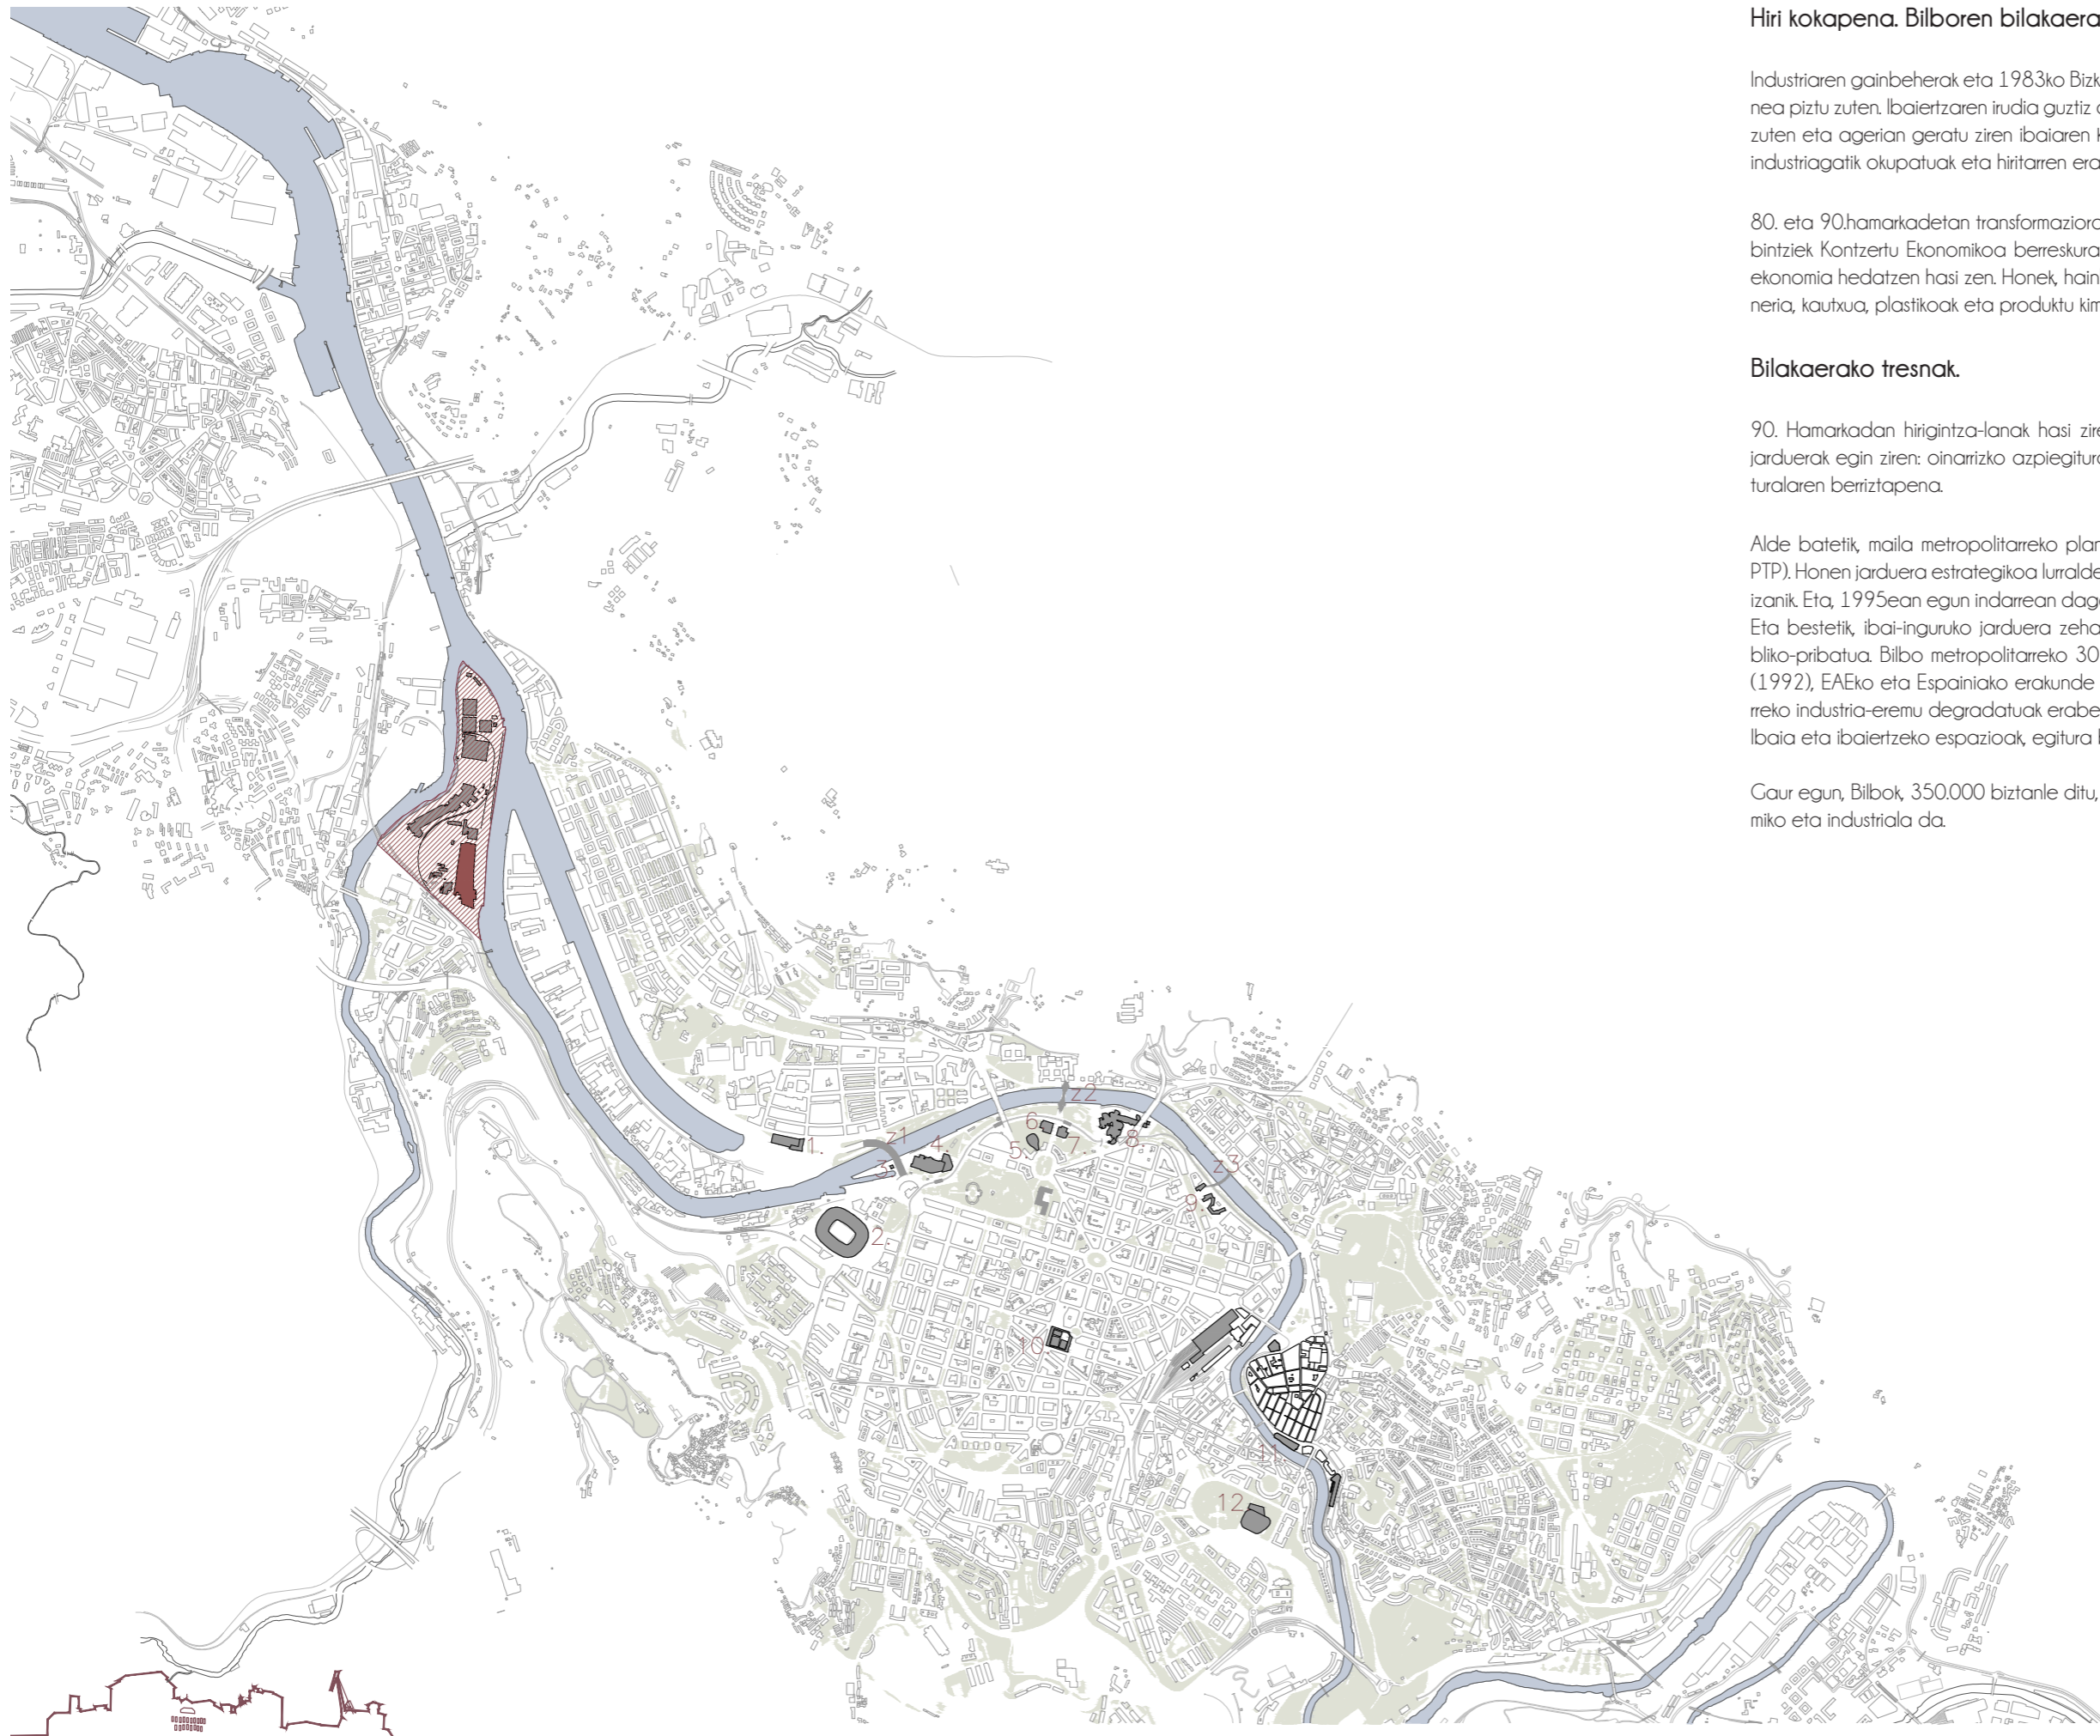 Hiri kokapena. Bilboren bilakaera
Industriaren gainbeherak eta 1983ko Bizk
nea piztu zuten. Ibaiertzaren irudia guztiz
zuten eta agerian geratu ziren ibaiaren
industriagatik okupatuak eta hiritarren era
80. eta 90.hamarkadetan transformaziora
bintziek Kontzertu Ekonomikoa berreskura
ekonomia hedatzen hasi zen. Honek, hain
neria, kautxua, plastikoak eta produktu kim
Bilakaerako tresnak.
90. Hamarkadan hirigintza-lanak hasi zire
jarduerak egin ziren: oinarrizko azpiegitura
turalaren berriztapena.
Alde batetik, maila metropolitarreko plan
PTP). Honen jarduera estrategikoa lurralde
izanik. Eta, 1995ean egun indarrean dago
Eta bestetik, ibai-inguruko jarduera zeha
bliko-pribatua. Bilbo metropolitarreko 30
(1992), EAEko eta Espainiako erakunde
rreko industria-eremu degradatuak erabe
Ibaia eta ibaiertzeko espazioak, egitura
Gaur egun, Bilbok, 350.000 biztanle ditu,
miko eta industriala da.
z2
6.
1.
z1
4.
5.
7.
8.
3.
z3
9.
2.
10.
11.
12.